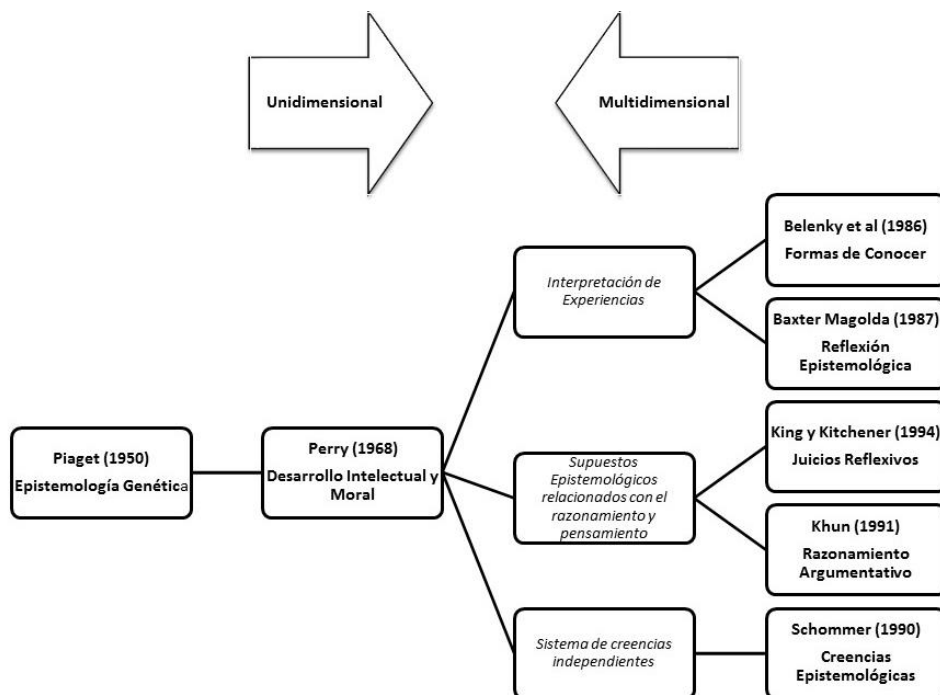 Unidimensional
Multidimensional
Belenky et al (1986)
Formas de Conocer
Interpretación de
Experiencias
Baxter Magolda (1987)
Reflexión
Epistemológica
Piaget (1950)
Epistemología Genética
Perry (1968)
Desarrollo Intelectual y
Moral
Supuestos
Epistemológicos
relacionados con el
razonamiento y
pensamiento
King y Kitchener (1994)
Juicios Reflexivos
Khun (1991)
Razonamiento
Argumentativo
Sistema de creencias
independientes
Schommer (1990)
Creencias
Epistemológicas